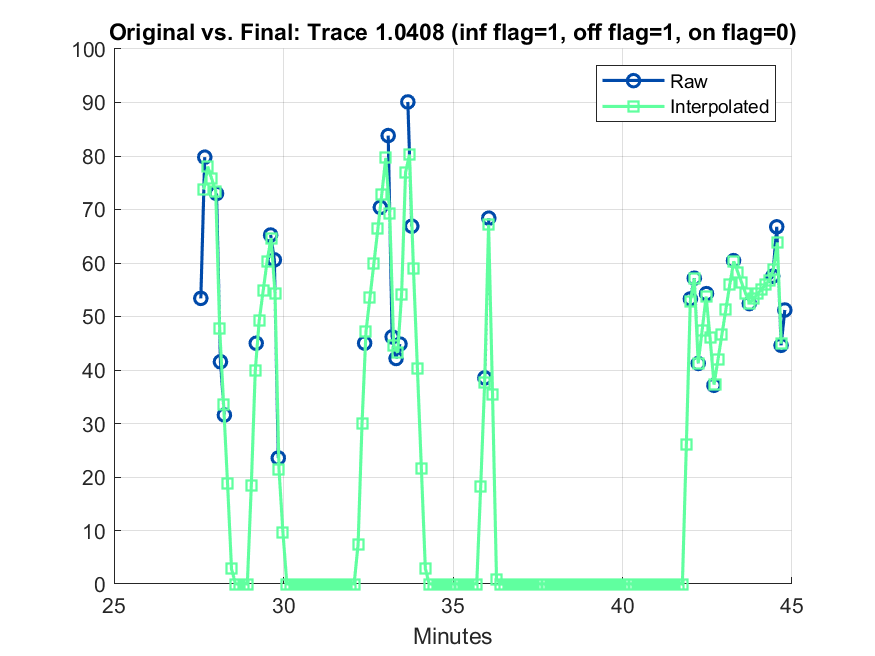 Original vs. Final: Trace 1.0408 (inf flag=1, off flag=1, on flag=0)
100
90
80
70
60
50
40
30
20
10
0
Raw
Interpolated
25 30 35 40 45
Minutes